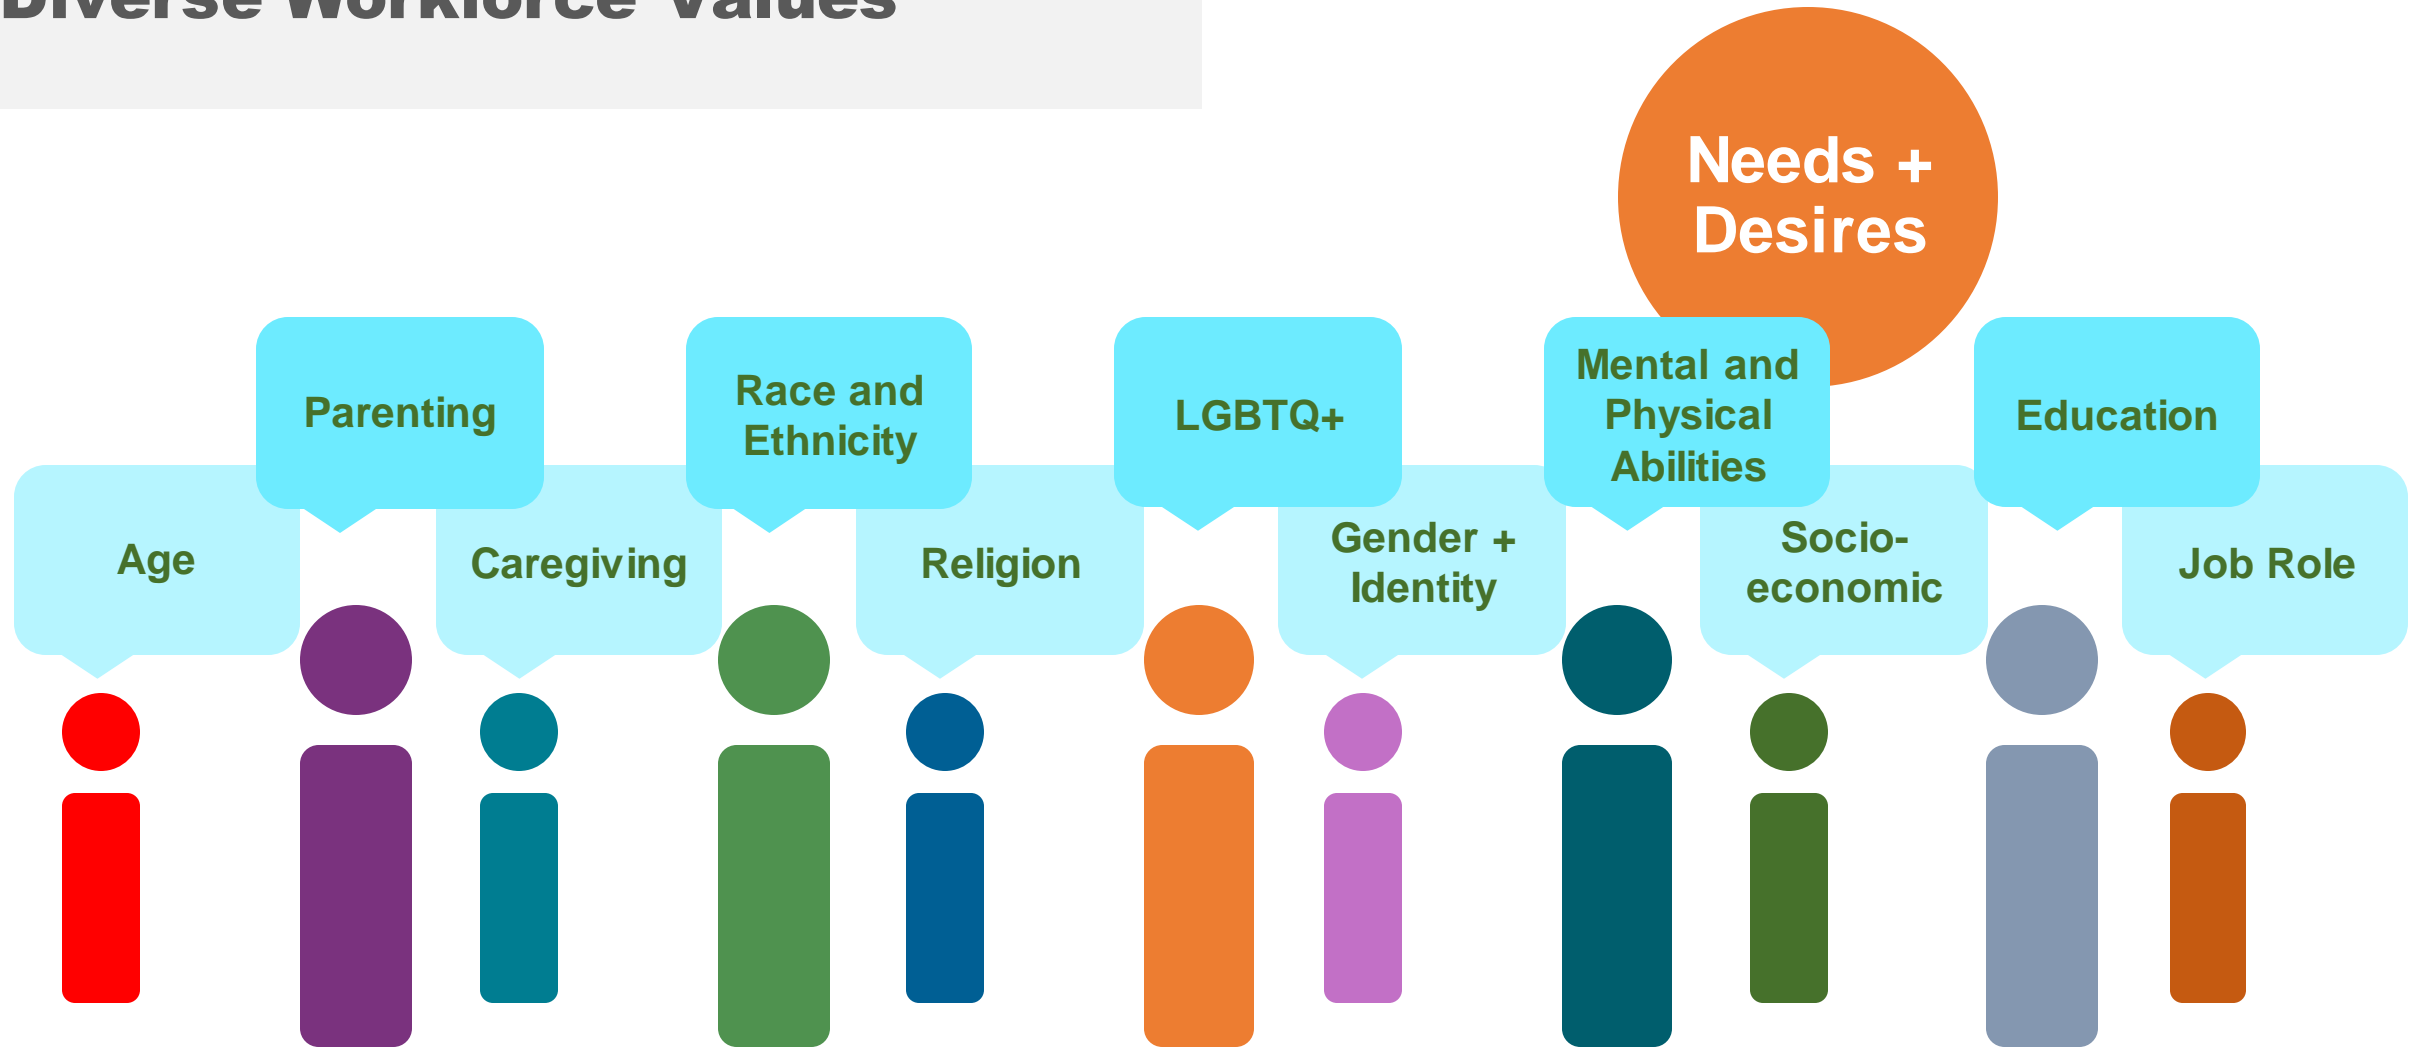 Diverse Workforce Values
Needs +
Desires
Parenting
Race and
Ethnicity
LGBTQ+
Mental and
Physical
Abilities
Education
Age
Caregiving
Religion
Gender +
Identity
Socio-
economic
Job Role